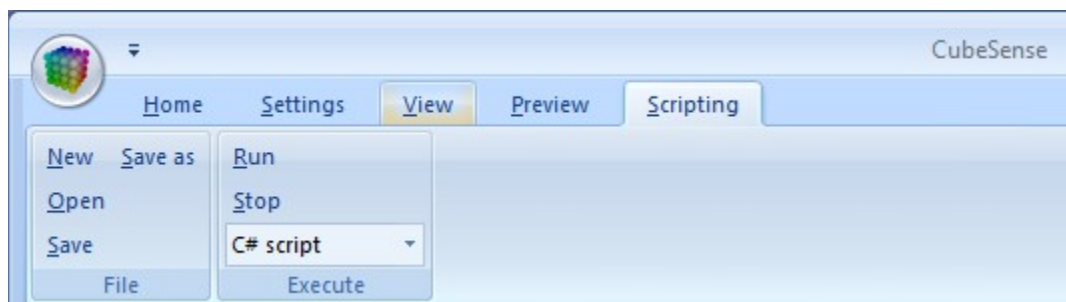 CubeSense
Home Settings View Preview Scripting
New Save as Run
Open Stop
Save C# script
File Execute